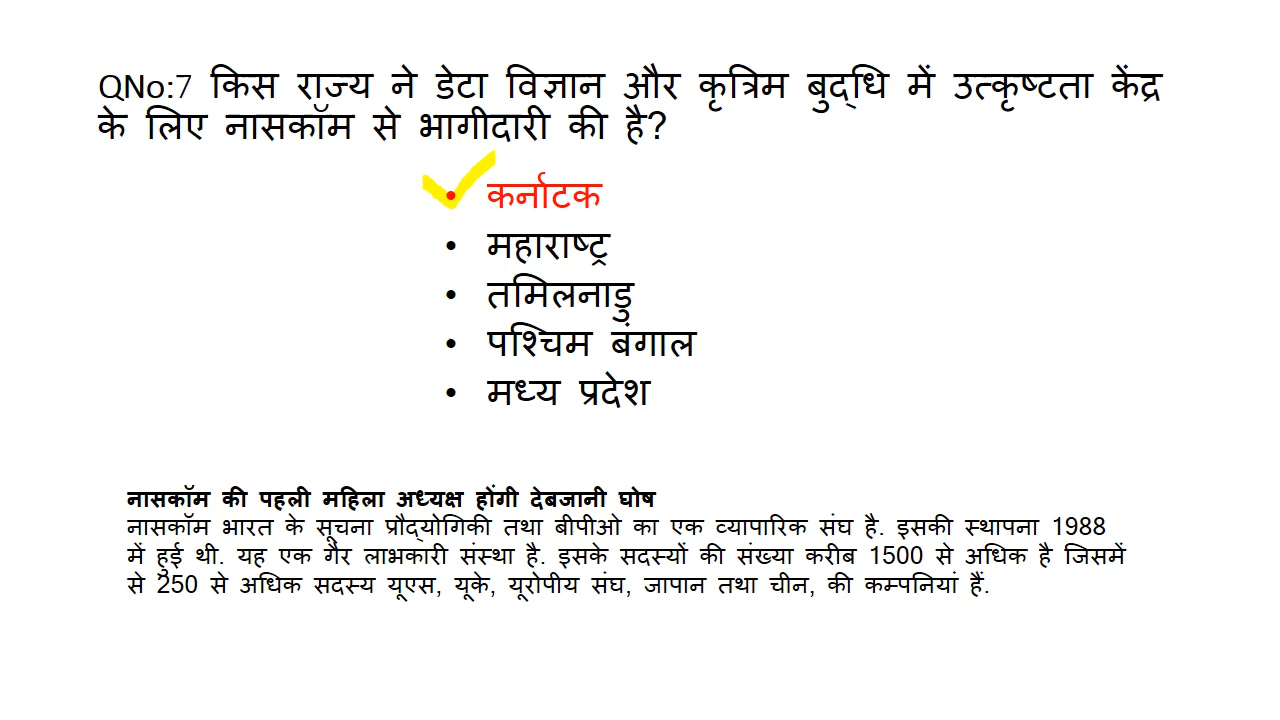 QNo:7 किस राज्य ने डेटा विज्ञान और कृत्रिम बुद्धि में उत्कृष्टता केंद्र
के लिए नासकॉम से भागीदारी की है?
• कर्नाटक
• महाराष्ट्र
• तमिलनाडु
• पश्चिम बंगाल
• मध्य प्रदेश
नासकॉम की पहली महिला अध्यक्ष होंगी देबजानी घोष
नासकॉम भारत के सूचना प्रौद्योगिकी तथा बीपीओ का एक व्यापारिक संघ है. इसकी स्थापना 1988
में हुई थी. यह एक गैर लाभकारी संस्था है. इसके सदस्यों की संख्या करीब 1500 से अधिक है जिसमें
से 250 से अधिक सदस्य यूएस, यूके, यूरोपीय संघ, जापान तथा चीन, की कम्पनियां हैं.